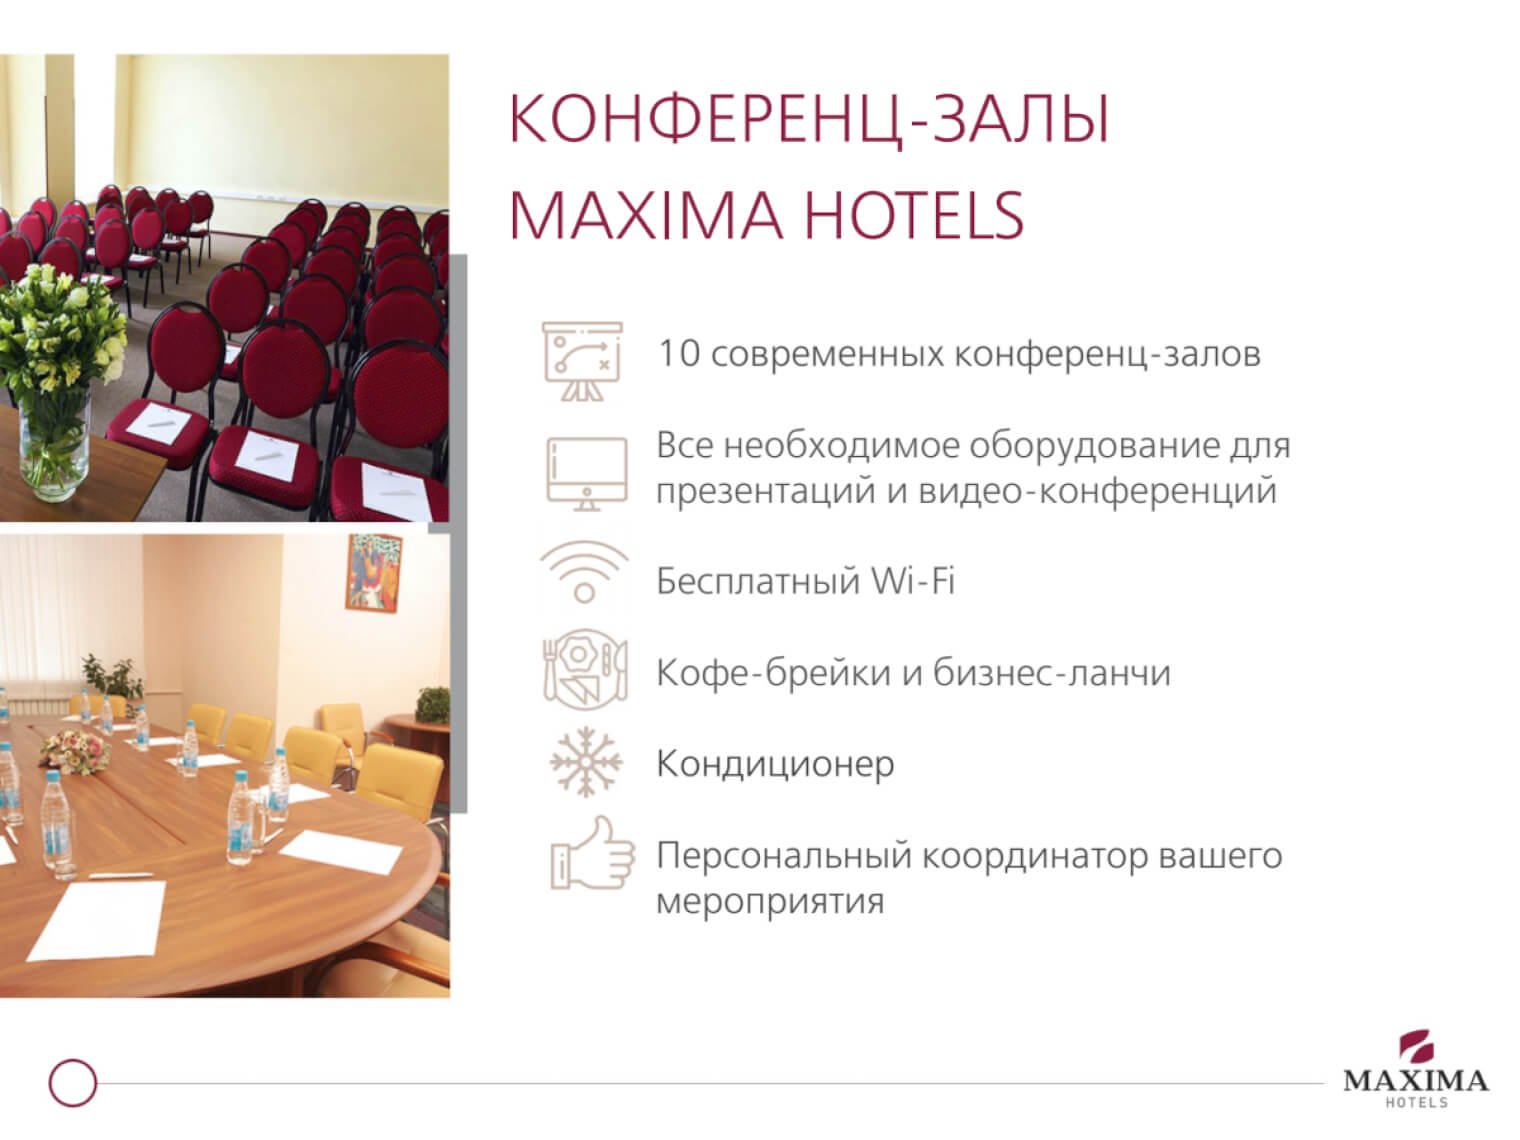 КОНФЕРЕНЦ-ЗАЛЫ
MAXIMA HOTELS
10 современных конференц-залов
Все необходимое оборудование для
презентаций и видео-конференций
Бесплатный Wi-Fi
Кофе-брейки и бизнес-ланчи
Кондиционер
Персональный координатор вашего
мероприятия
MAXIMA
HOTELS